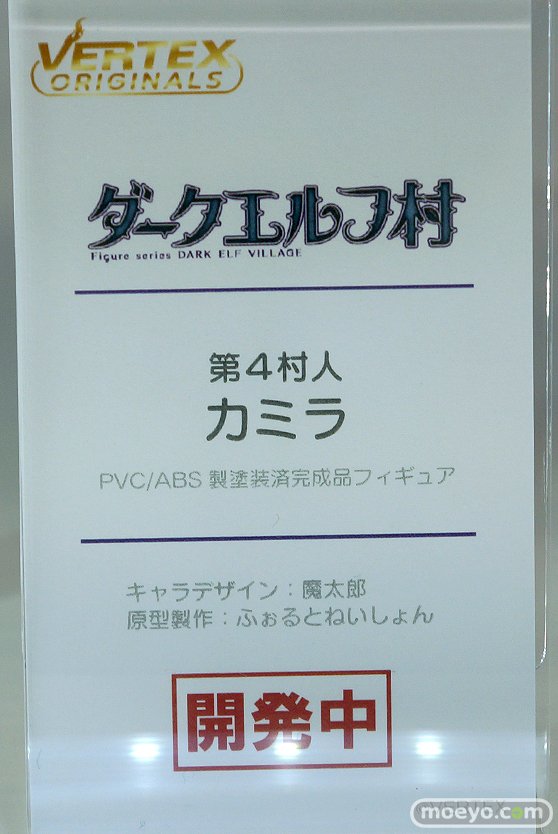 VERTEX
ORIGINALS
ダークエルフ村
Figure series DARK ELF VILLAGE
第4村人
カミラ
PVC/ABS 製塗装済完成品フィギュア
キャラデザイン：魔太郎
原型製作：ふぉるとねいしょん
開発中
VERTEX
moeyo.com